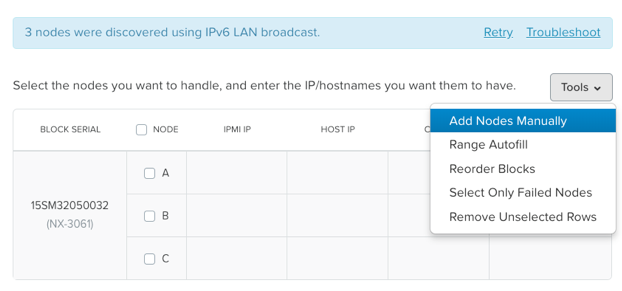 3 nodes were discovered using IPv6 LAN broadcast.
Retry
Troubleshoot
Select the nodes you want to handle, and enter the IP/hostnames you want them to have.
Tools
Add Nodes Manually
Range Autofill
Reorder Blocks
Select Only Failed Nodes
Remove Unselected Rows
BLOCK SERIAL
NODE
IPMI IP
HOST IP
15SM32050032
(NX-3061)
A
B
C